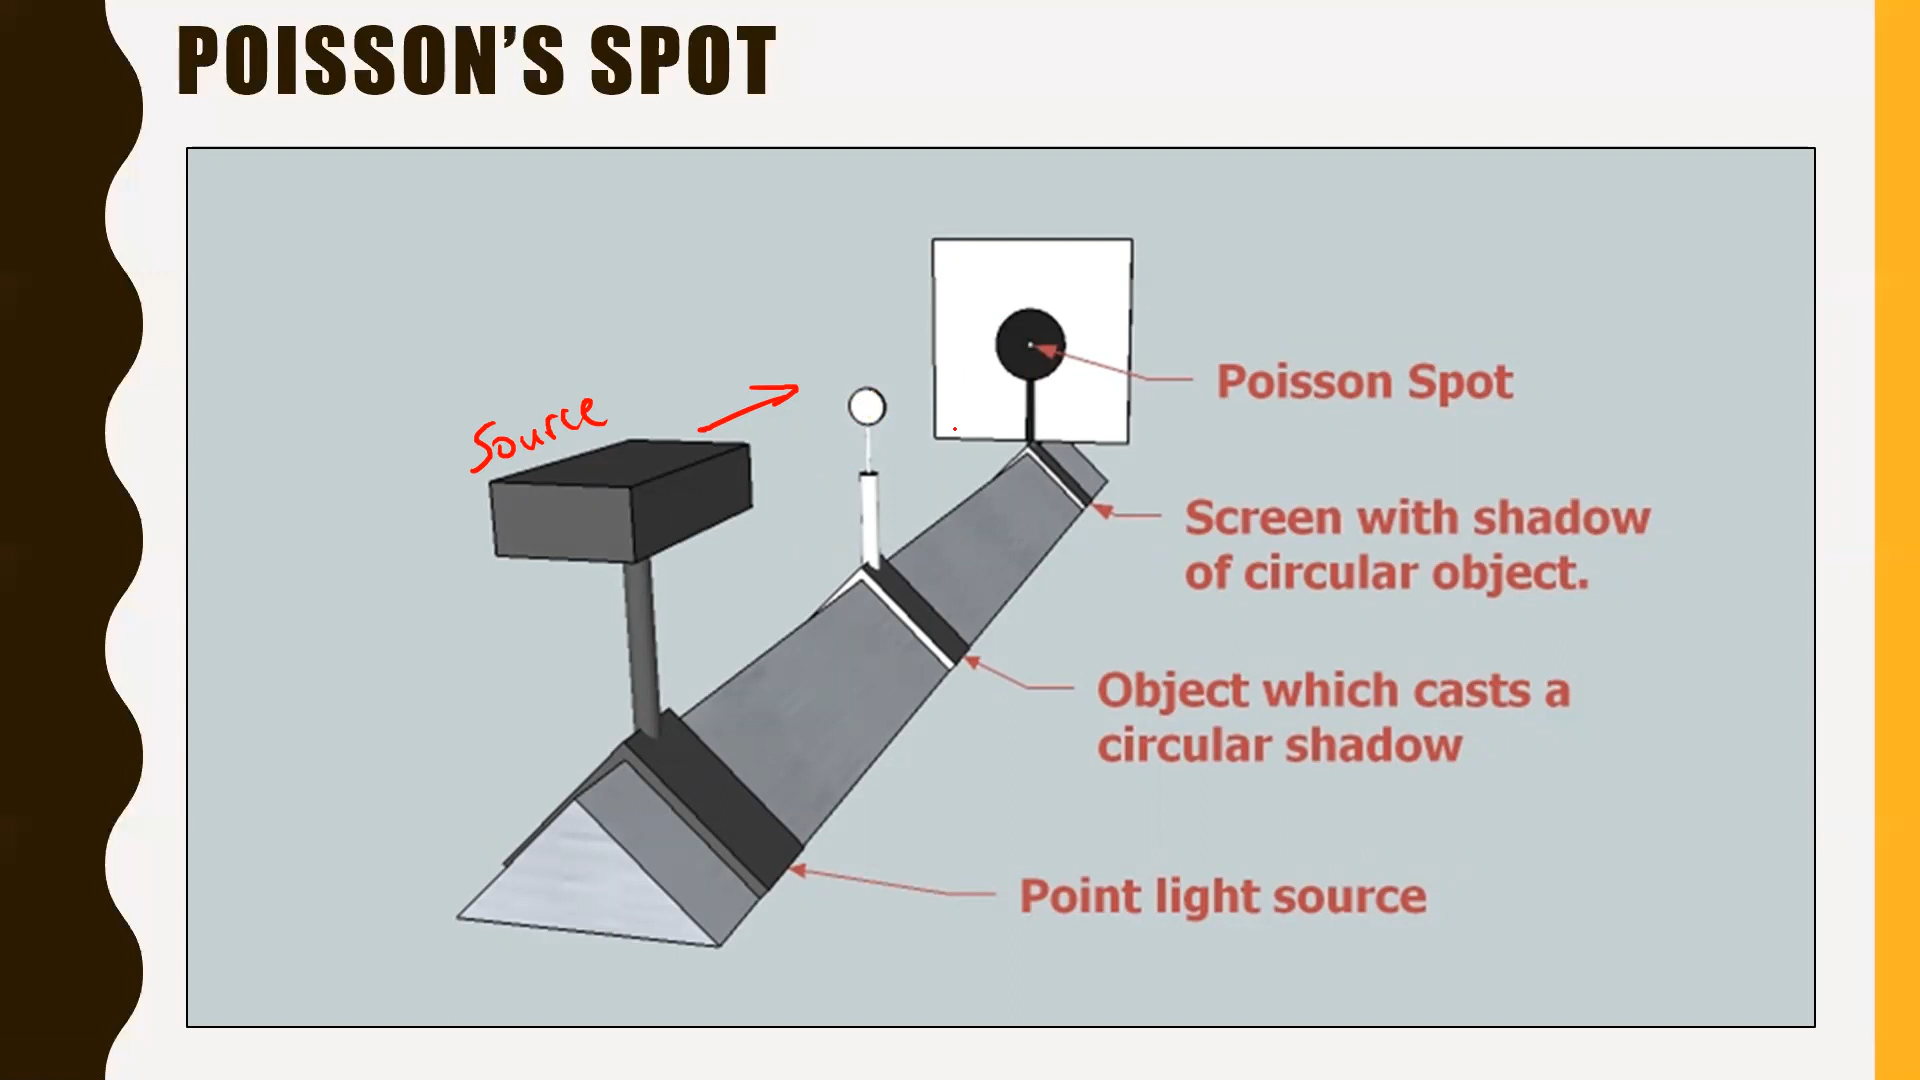 POISSON’S SPOT
Source
Poisson Spot
Screen with shadow
of circular object.
Object which casts a
circular shadow
Point light source